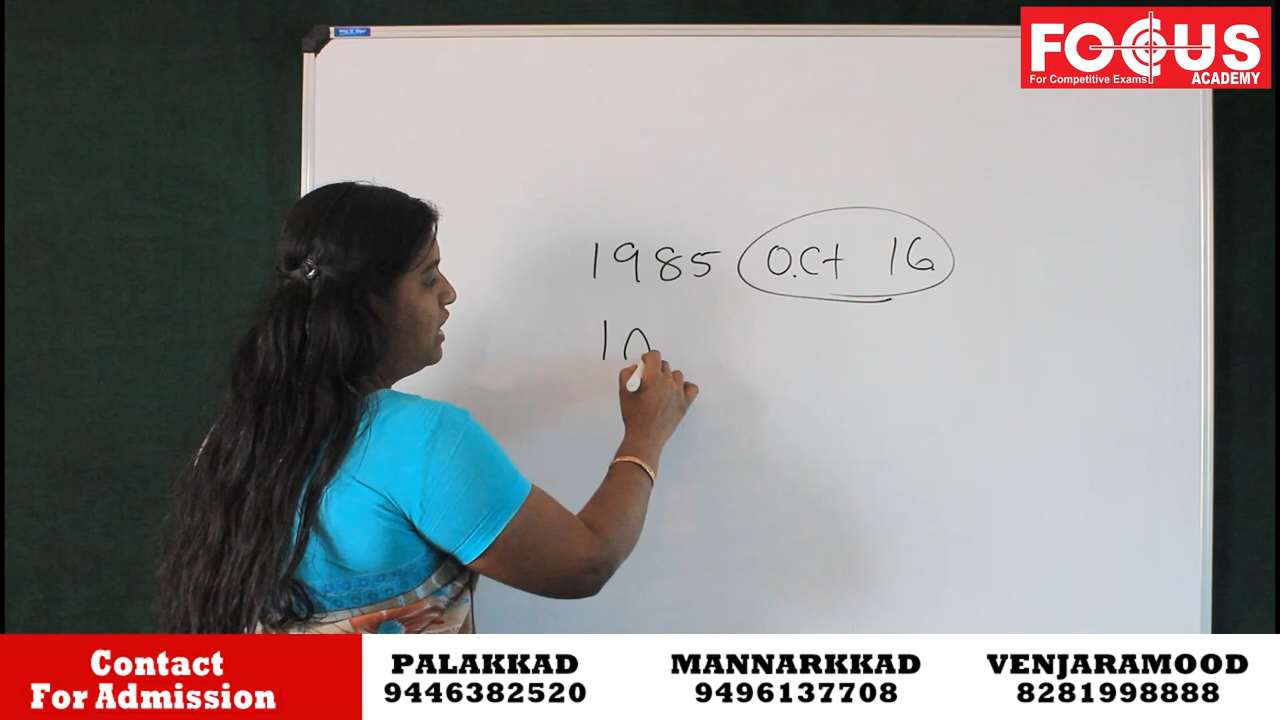 FOCUS
For Competitive Exams ACADEMY
1985 Oct 16
10
Contact
For Admission
PALAKKAD
9446382520
MANNARKKAD
9496137708
VENJARAMOOD
8281998888